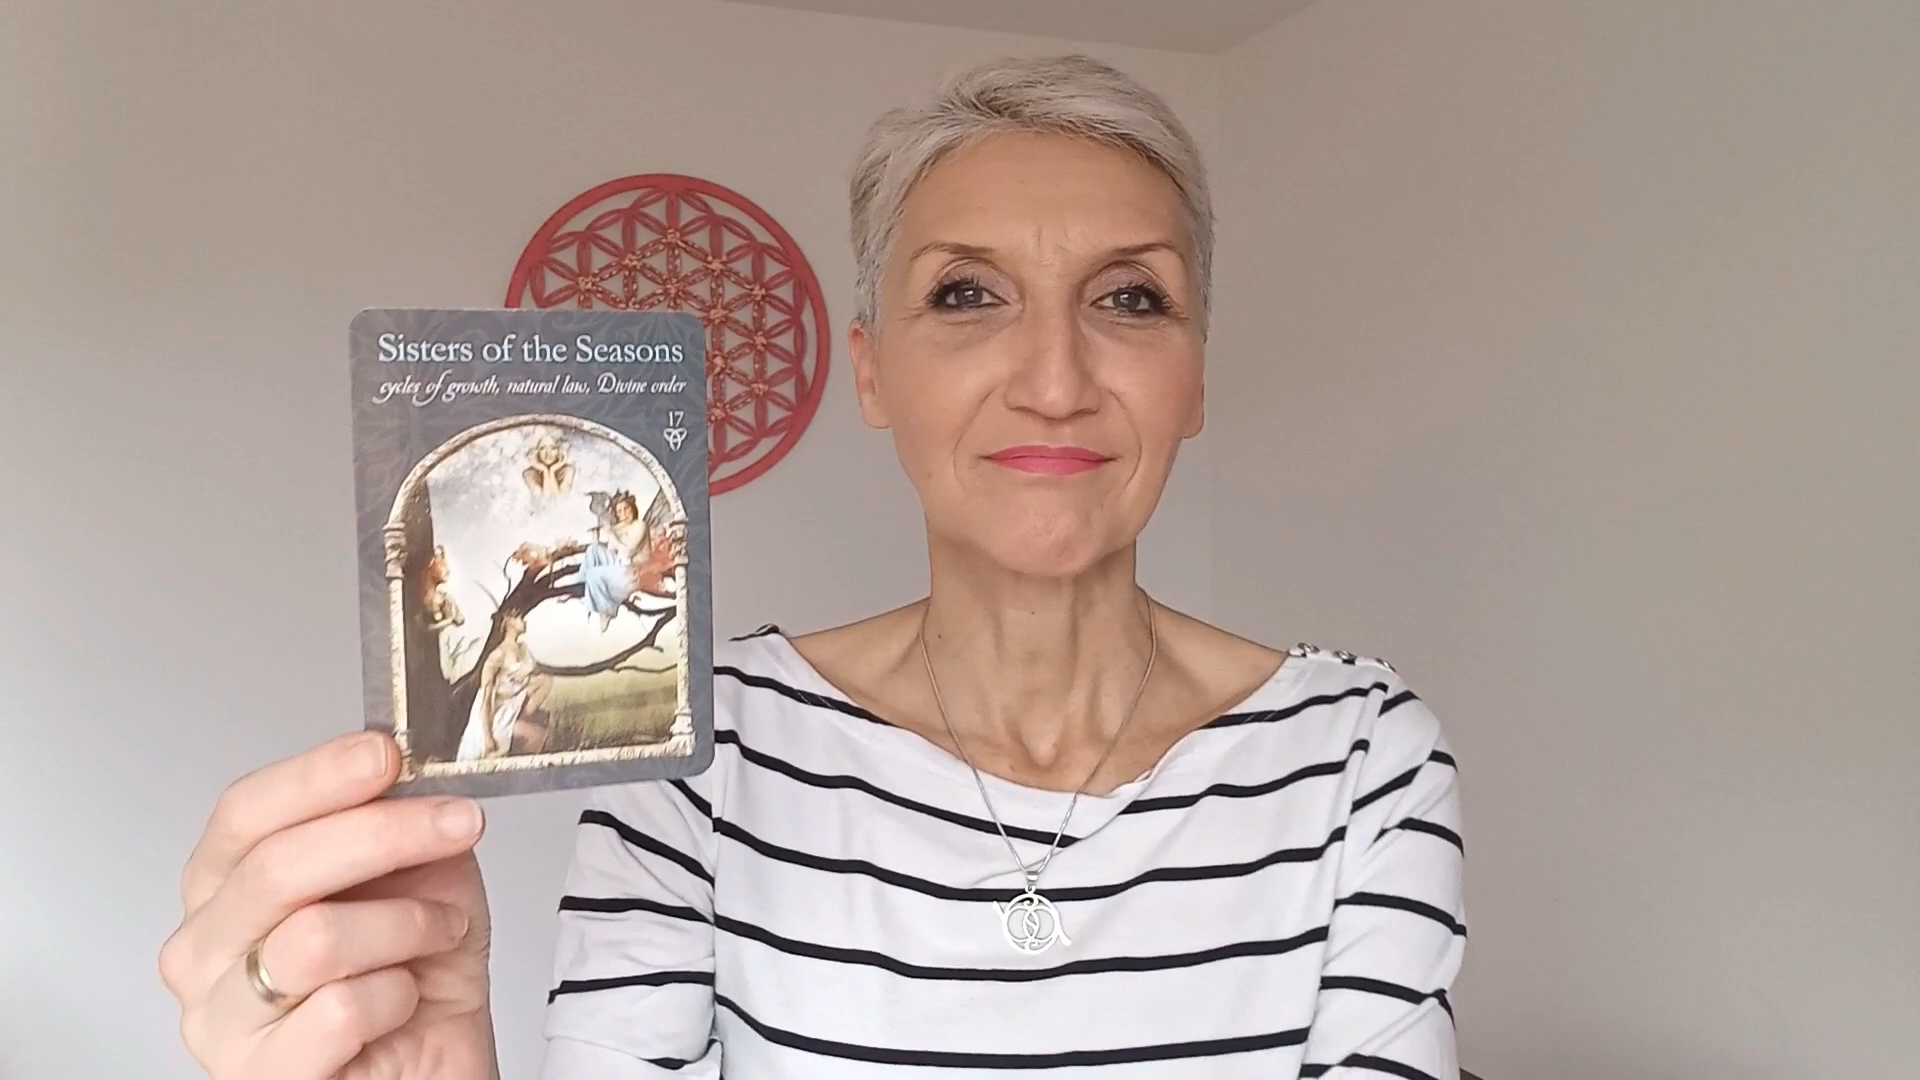 Sisters of the Seasons
cycles of growth, natural law, Divine order
17